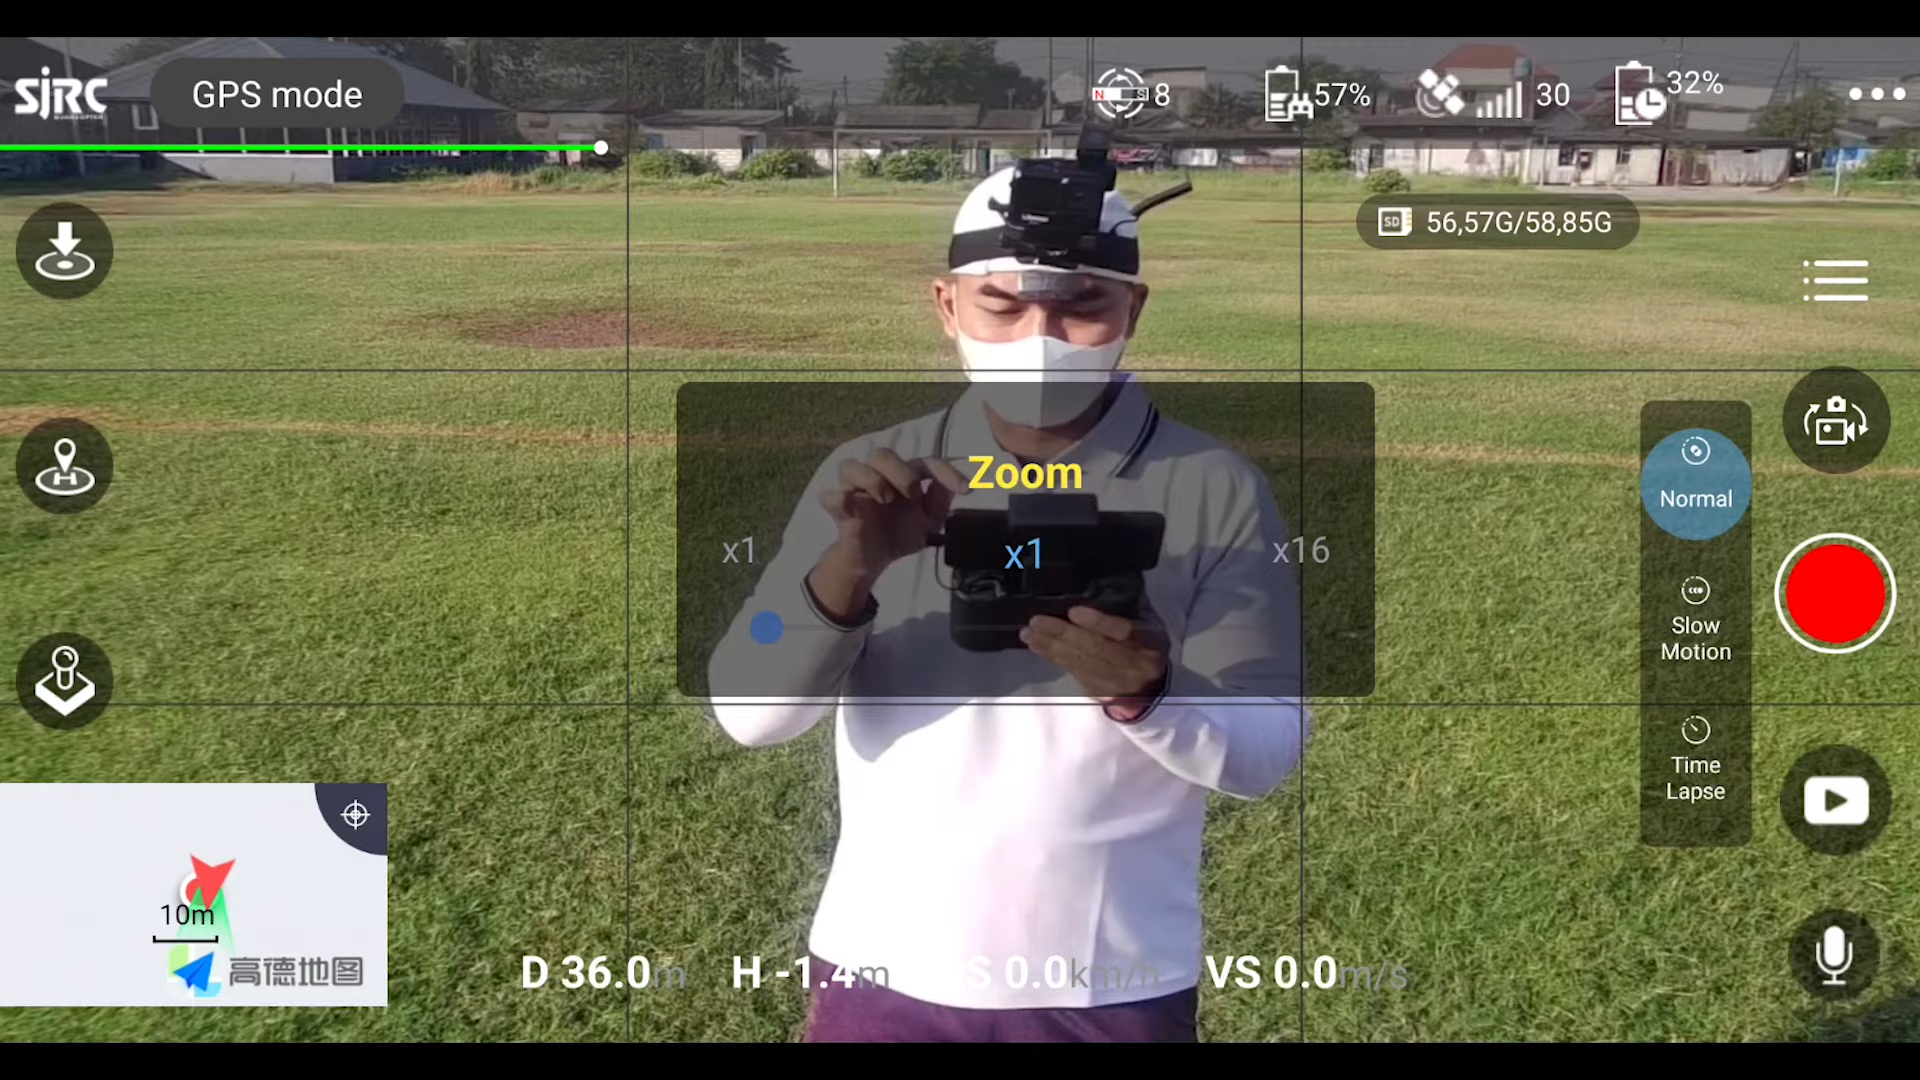 SJRC
GPS mode
N S 8
57%
30
32%
SD 56,57G/58,85G
Zoom
x1
x1
x16
Normal
Slow
Motion
Time
Lapse
10m
高德地图
D 36.0m
H -1.4m
S 0.0km/h
VS 0.0m/s